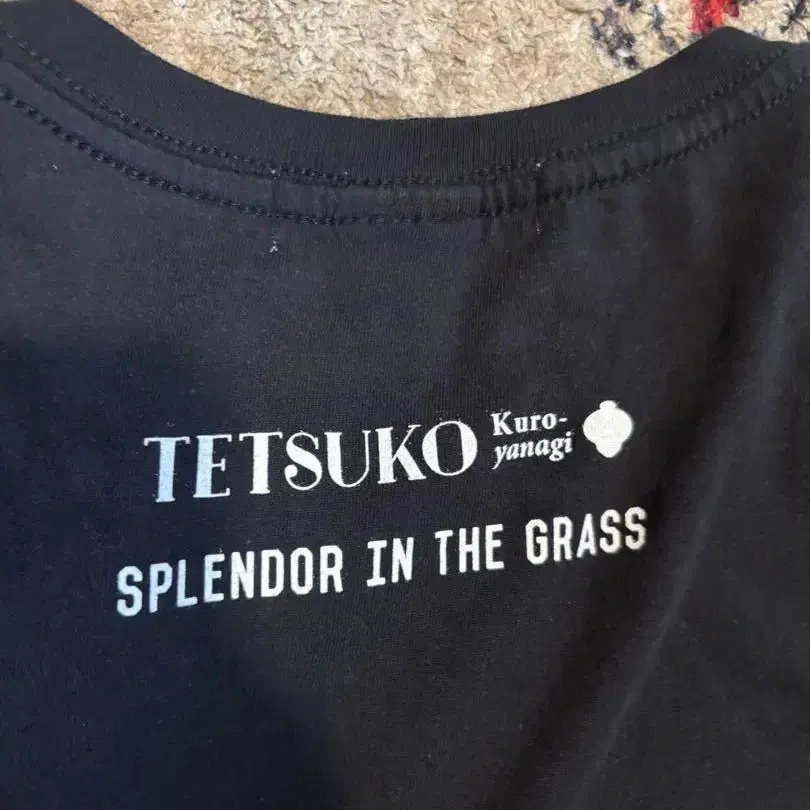 TETSUKO Kuro-
yanagi
SPLENDOR IN THE GRASS